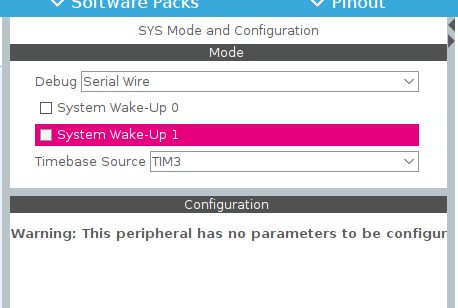 Software Packs Pinout
SYS Mode and Configuration
Mode
Debug Serial Wire
System Wake-Up 0
System Wake-Up 1
Timebase Source TIM3
Configuration
Warning: This peripheral has no parameters to be configur